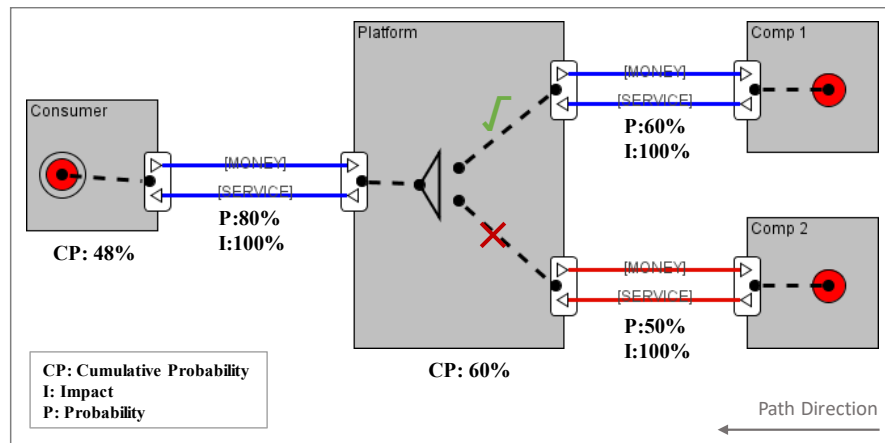 Platform
Comp 1
[MONEY]
[SERVICE]
P:60%
I:100%
Consumer
[MONEY]
[SERVICE]
P:80%
I:100%
CP: 48%
Comp 2
[MONEY]
[SERVICE]
P:50%
I:100%
CP: 60%
CP: Cumulative Probability
I: Impact
P: Probability
Path Direction